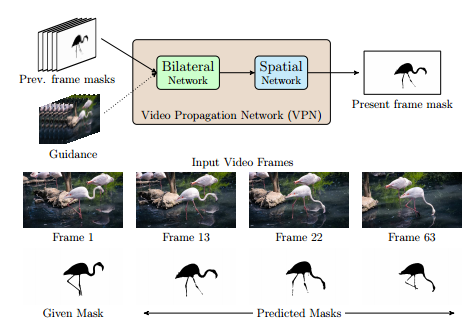 Prev. frame masks
Guidance
Bilateral
Network
Spatial
Network
Video Propagation Network (VPN)
Present frame mask
Input Video Frames
Frame 1
Frame 13
Frame 22
Frame 63
Given Mask
Predicted Masks